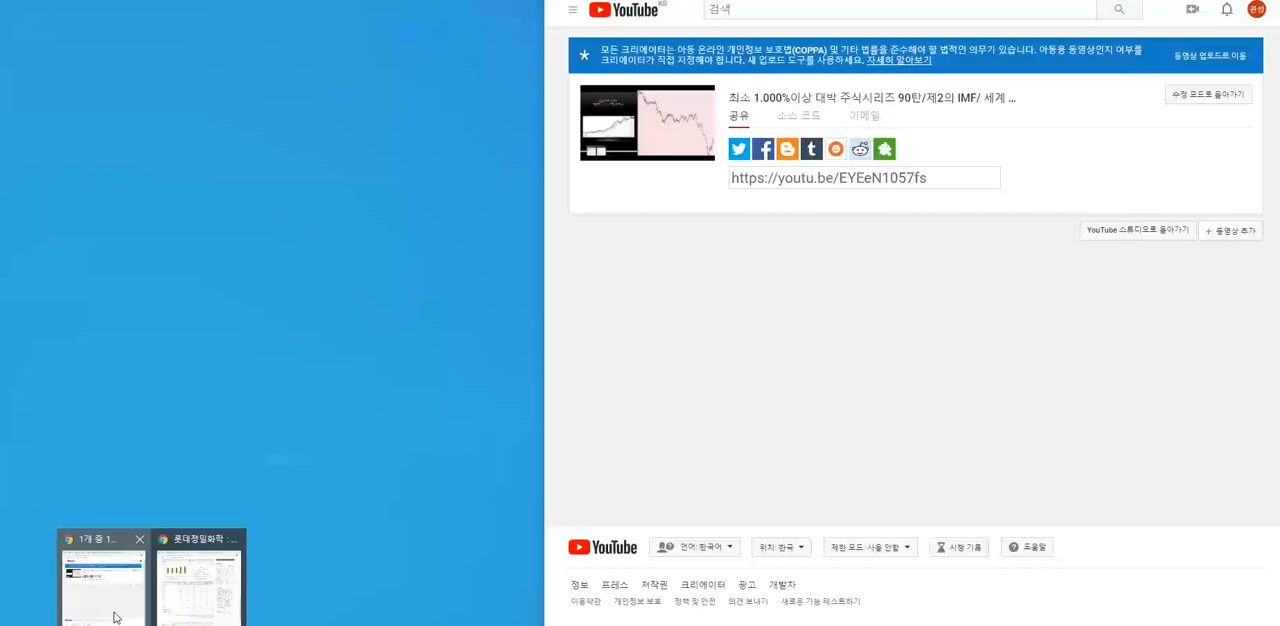 YouTube KR
검색
관성
모든 크리에이터는 아동 온라인 개인정보 보호법(COPPA) 및 기타 법률을 준수해야 할 법적인 의무가 있습니다. 아동용 동영상인지 여부를
크리에이터가 직접 지정해야 합니다. 새 업로드 도구를 사용하세요. 자세히 알아보기
동영상 업로드로 이동
최소 1.000%이상 대박 주식시리즈 90탄/제2의 IMF/ 세계 ...
수정 모드로 돌아가기
공유 소스 코드 이메일
https://youtu.be/EYEeN1057fs
YouTube 스튜디오로 돌아가기 + 동영상 추가
1개 중 1... 롯데정밀화학 : ...
YouTube 언어: 한국어 위치: 한국 제한 모드: 사용 안함 시청 기록 도움말
정보 프레스 저작권 크리에이터 광고 개발자
이용약관 개인정보 보호 정책 및 안전 의견 보내기 새로운 기능 테스트하기